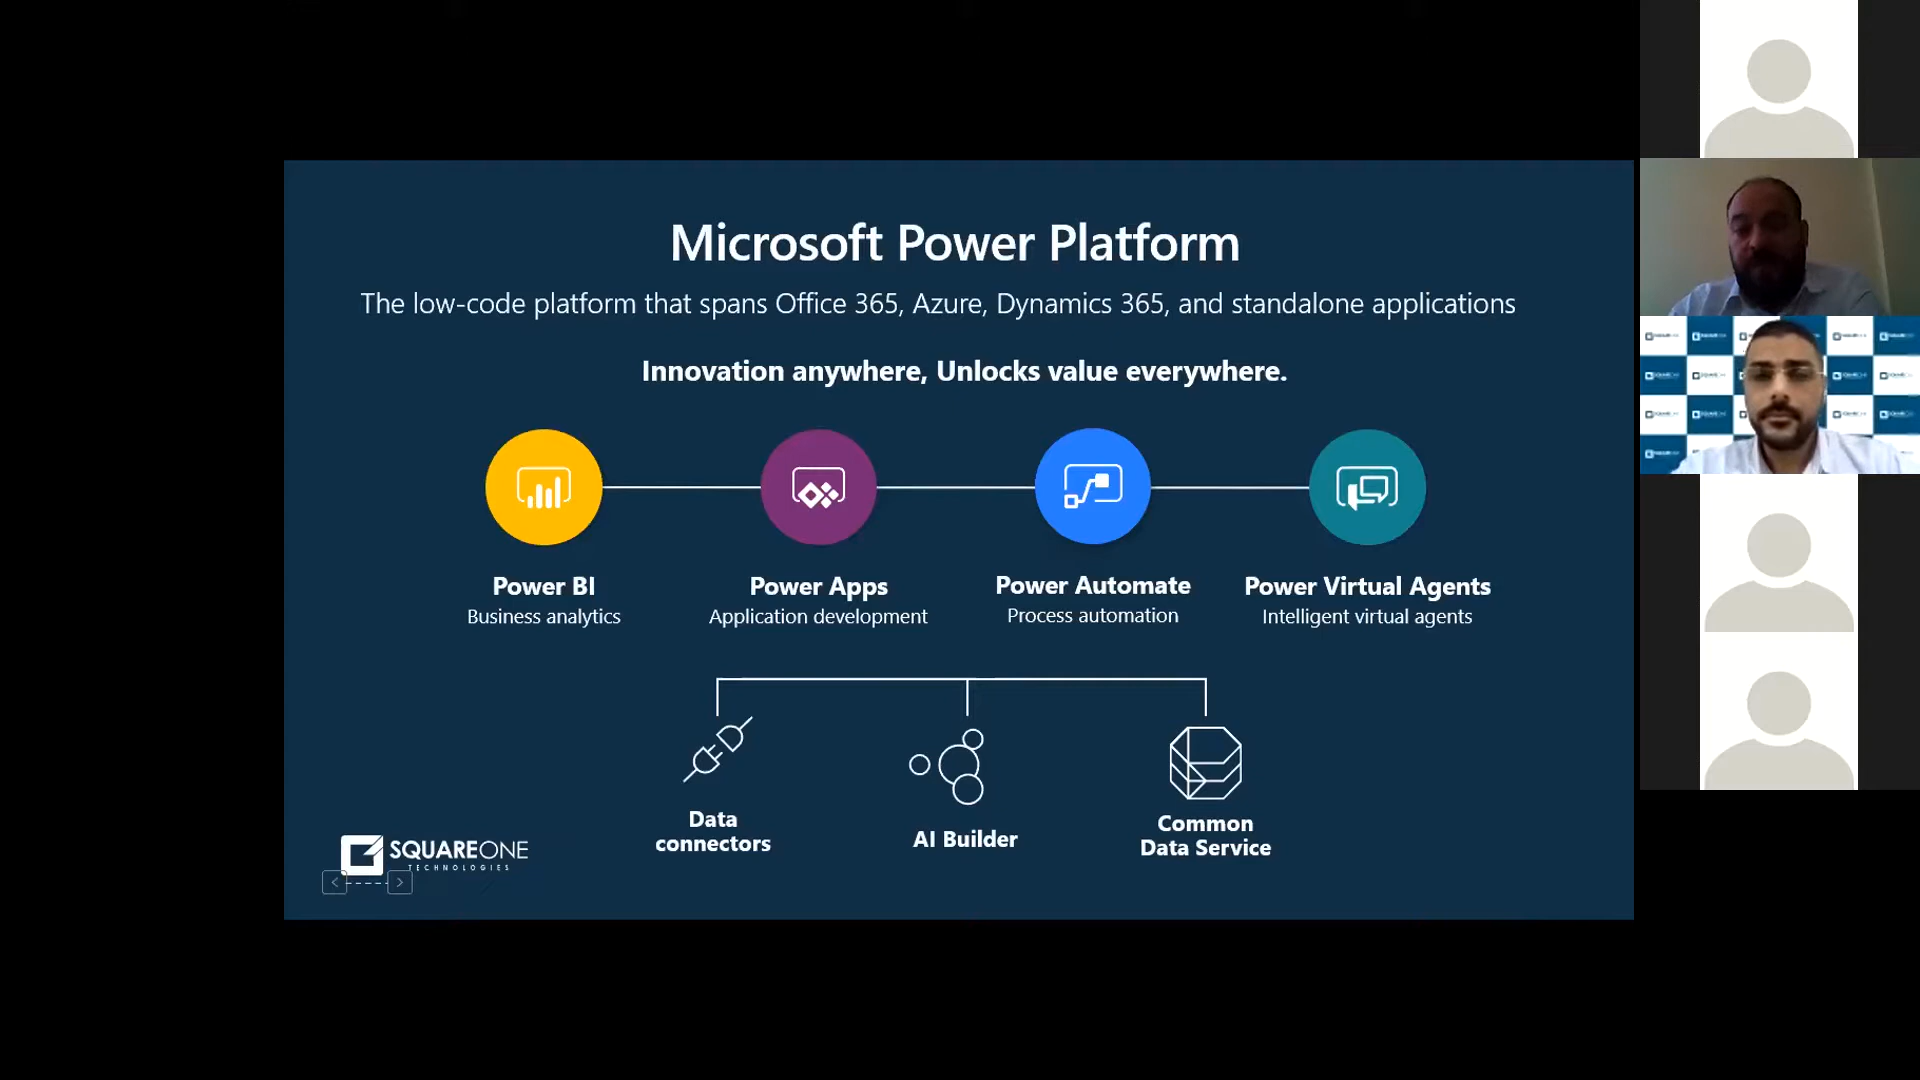 Microsoft Power Platform
The low-code platform that spans Office 365, Azure, Dynamics 365, and standalone applications
Innovation anywhere, Unlocks value everywhere.
Power BI
Business analytics
Power Apps
Application development
Power Automate
Process automation
Power Virtual Agents
Intelligent virtual agents
Data
connectors
AI Builder
Common
Data Service
SQUAREONE
TECHNOLOGIES